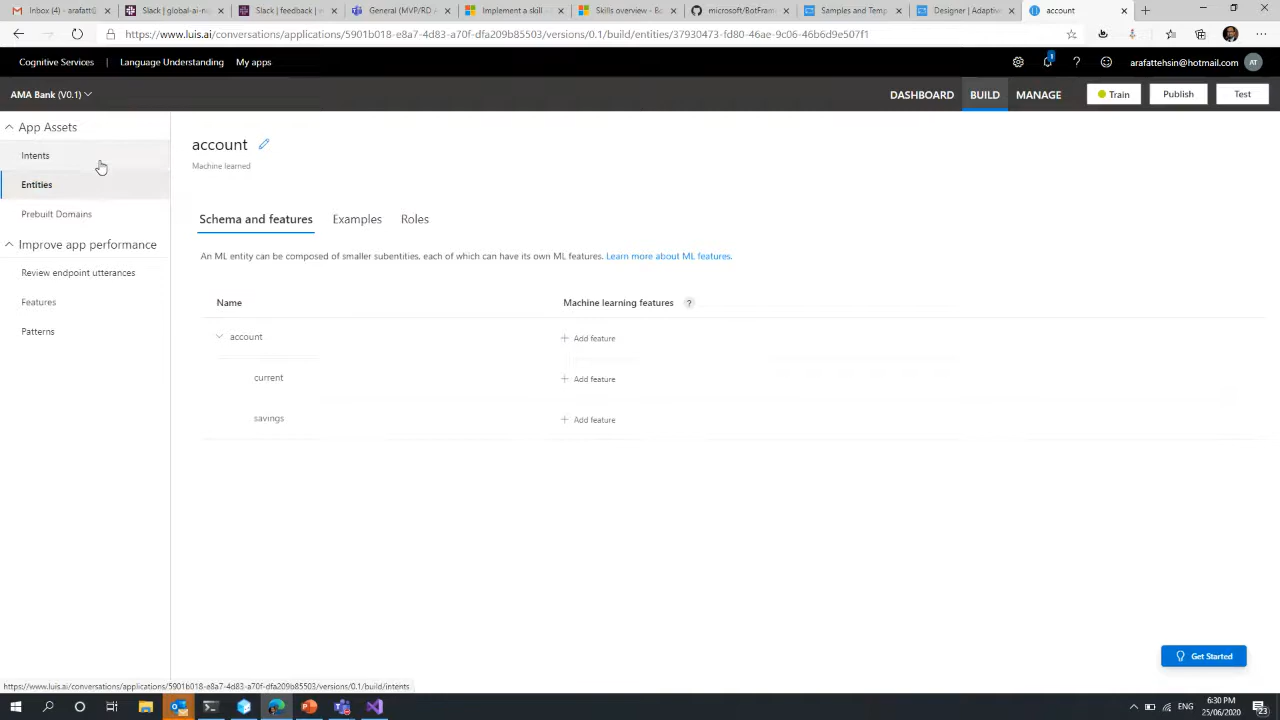 Inbox (4) - arafatt
Slack | global-ai-n
Slack | feedback | v
General (MVP/RD
Implement a skill
Skills overview - Bo
microsoft/BotFram
Samples and Temp
Designer | Adaptiv
account
https://www.luis.ai/conversations/applications/5901b018-e8a7-4d83-a70f-dfa209b85503/versions/0.1/build/entities/37930473-fd80-46ae-9c06-46b6d9e507f1
Cognitive Services | Language Understanding My apps
1
? arafattehsin@hotmail.com AT
AMA Bank (V0.1) DASHBOARD BUILD MANAGE Train Publish Test
App Assets
Intents
Entities
Prebuilt Domains
Improve app performance
Review endpoint utterances
Features
Patterns
account
Machine learned
Schema and features Examples Roles
An ML entity can be composed of smaller subentities, each of which can have its own ML features. Learn more about ML features.
Name Machine learning features ?
account + Add feature
current + Add feature
savings + Add feature
Get Started
https://www.luis.ai/conversations/applications/5901b018-e8a7-4d83-a70f-dfa209b85503/versions/0.1/build/intents
ENG
6:30 PM
25/06/2020
23